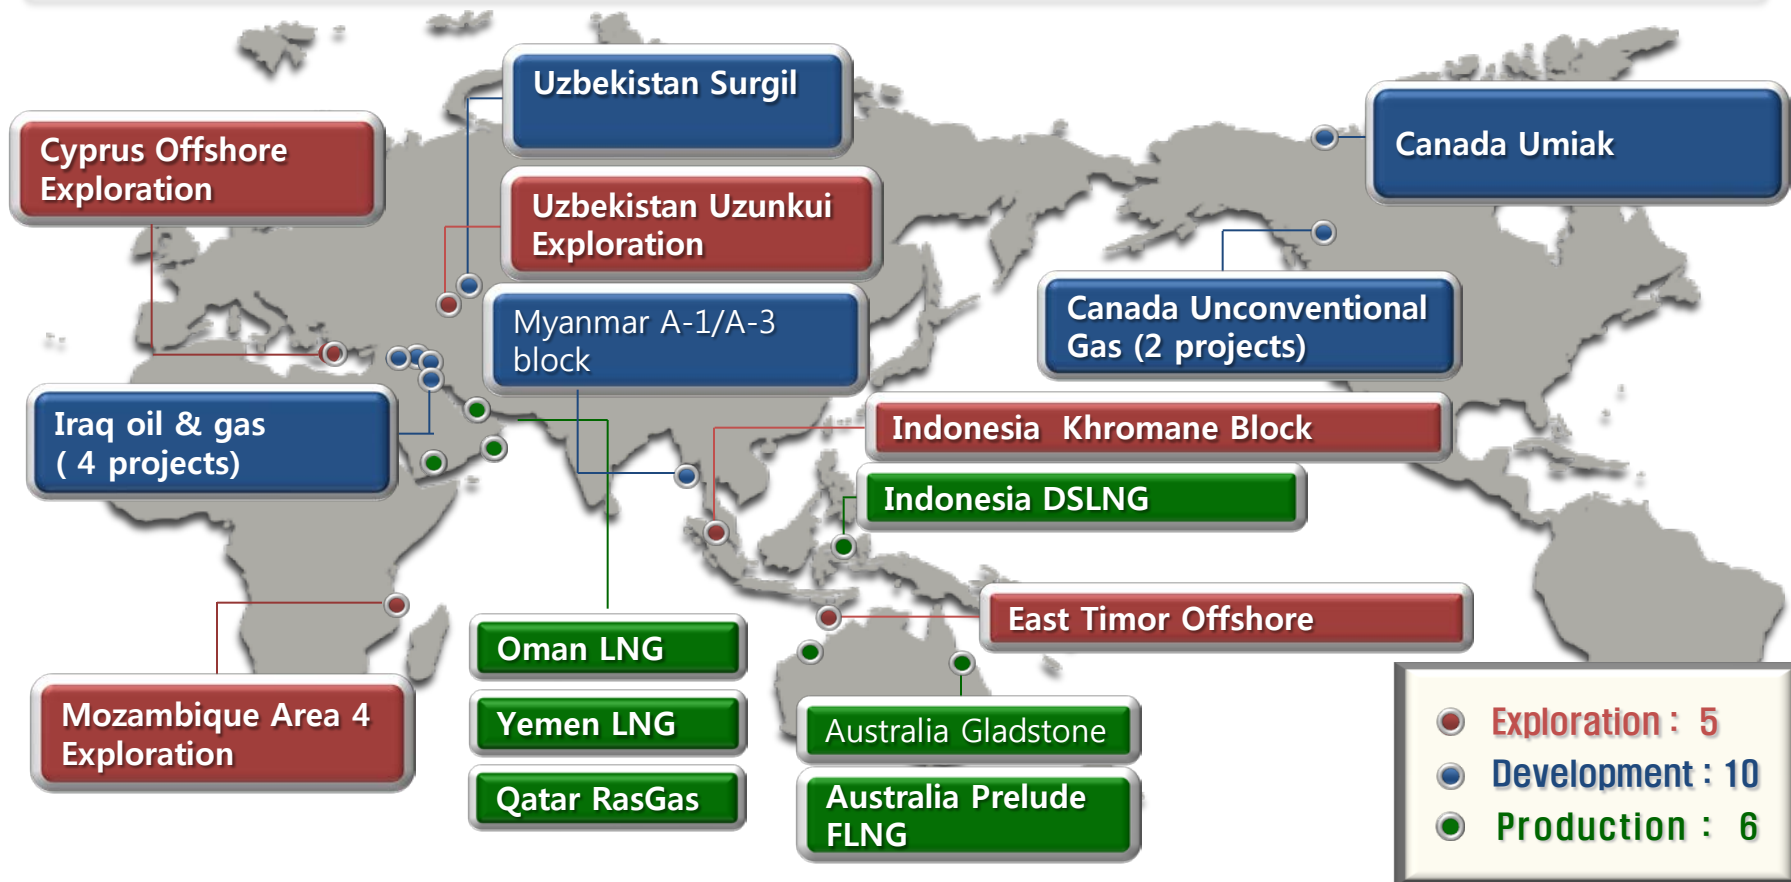 Uzbekistan Surgil
Cyprus Offshore
Exploration
Canada Umiak
Uzbekistan Uzunkui
Exploration
Myanmar A-1/A-3
block
Canada Unconventional
Gas (2 projects)
Iraq oil & gas
( 4 projects)
Indonesia Khromane Block
Indonesia DSLNG
East Timor Offshore
Oman LNG
Yemen LNG
Qatar RasGas
Mozambique Area 4
Exploration
Australia Gladstone
Australia Prelude
FLNG
Exploration : 5
Development : 10
Production : 6